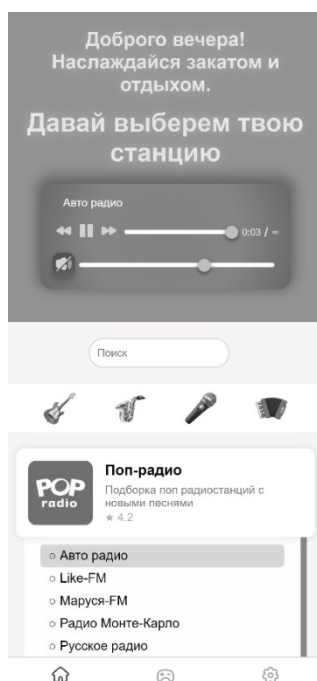 Доброго вечера!
Наслаждайся закатом и
отдыхом.
Давай выберем твою
станцию
Авто радио
0:03 / ∞
Поиск
POP
radio
Поп-радио
Подборка поп радиостанций с
новыми песнями
★ 4.2
Авто радио
Like-FM
Маруся-FM
Радио Монте-Карло
Русское радио